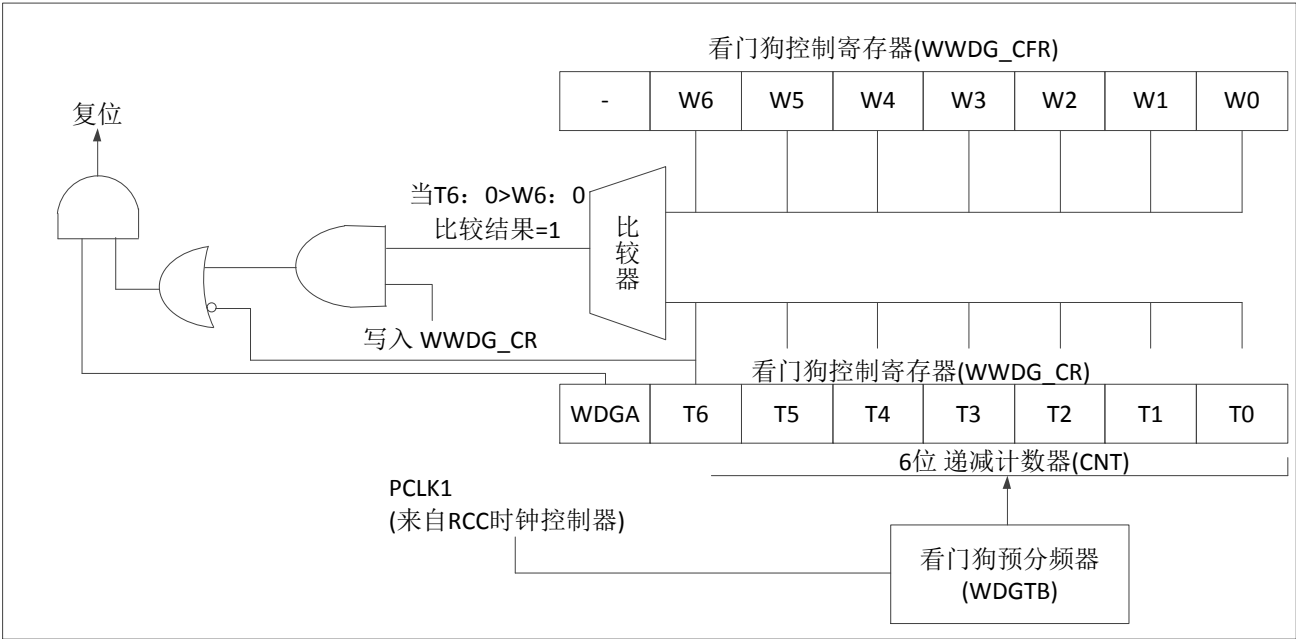 看门狗控制寄存器(WWDG_CFR)
- W6 W5 W4 W3 W2 W1 W0
复位
当T6：0>W6：0
比较结果=1
比较器
写入 WWDG_CR
看门狗控制寄存器(WWDG_CR)
WDGA T6 T5 T4 T3 T2 T1 T0
6位 递减计数器(CNT)
PCLK1
(来自RCC时钟控制器)
看门狗预分频器
(WDGTB)